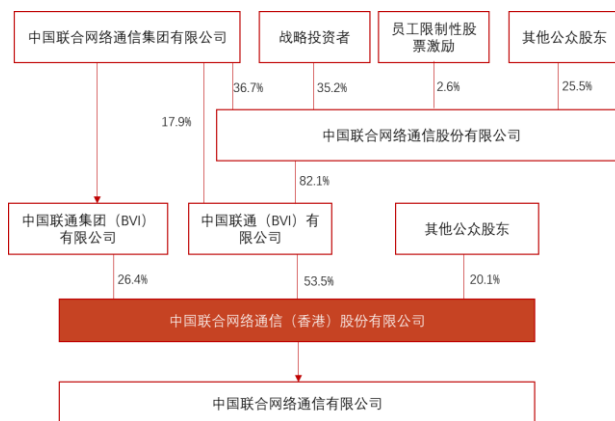 中国联合网络通信集团有限公司
战略投资者
员工限制性股
票激励
其他公众股东
36.7%
35.2%
2.6%
25.5%
17.9%
中国联合网络通信股份有限公司
82.1%
中国联通集团（BVI）
有限公司
中国联通（BVI）有
限公司
其他公众股东
26.4%
53.5%
20.1%
中国联合网络通信（香港）股份有限公司
中国联合网络通信有限公司